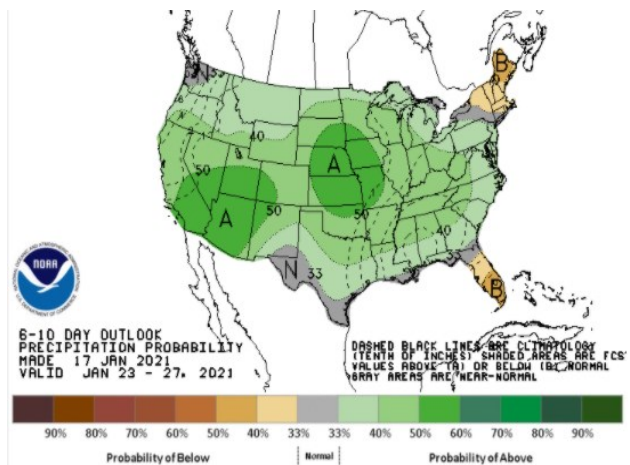 N
B
40
50
A
50
A
50
40
33
N
33
B
NOAA
6-10 DAY OUTLOOK
PRECIPITATION PROBABILITY
MADE 17 JAN 2021
VALID JAN 23 - 27, 2021
DASHED BLACK LINES ARE CLIMATOLOGY
(TENTH OF INCHES) SHADED AREAS ARE FCST
VALUES ABOVE (A) OR BELOW (B) NORMAL
GRAY AREAS ARE NEAR-NORMAL
90% 80% 70% 60% 50% 40% 33% 33% 40% 50% 60% 70% 80% 90%
Probability of Below Normal Probability of Above